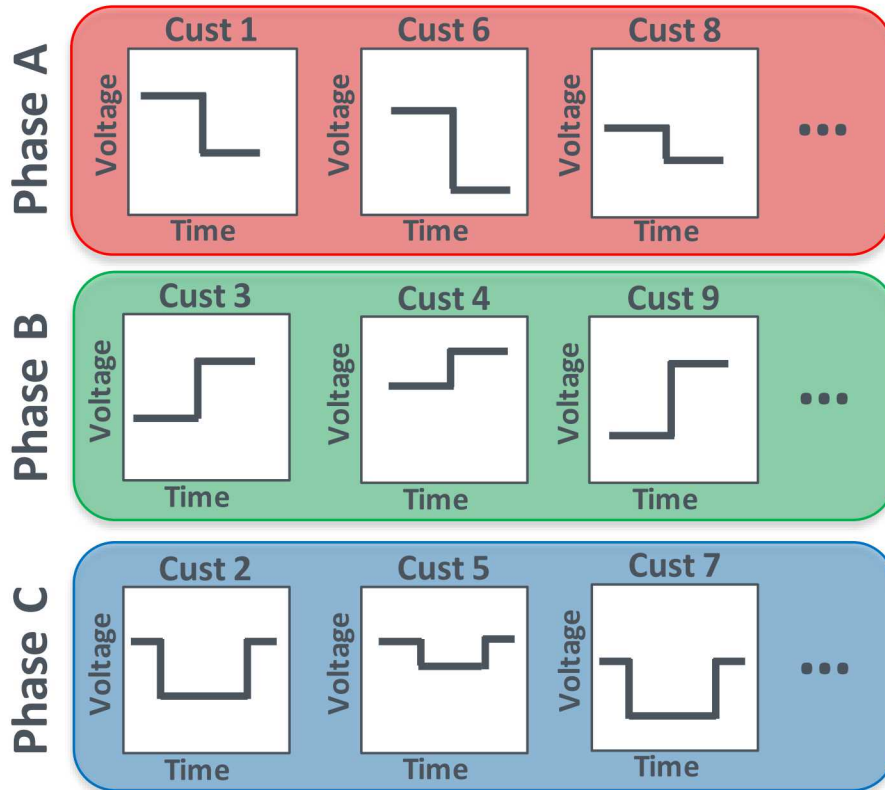 Phase A
Cust 1
Voltage
Time
Cust 6
Voltage
Time
Cust 8
Voltage
Time
...
Phase B
Cust 3
Voltage
Time
Cust 4
Voltage
Time
Cust 9
Voltage
Time
...
Phase C
Cust 2
Voltage
Time
Cust 5
Voltage
Time
Cust 7
Voltage
Time
...